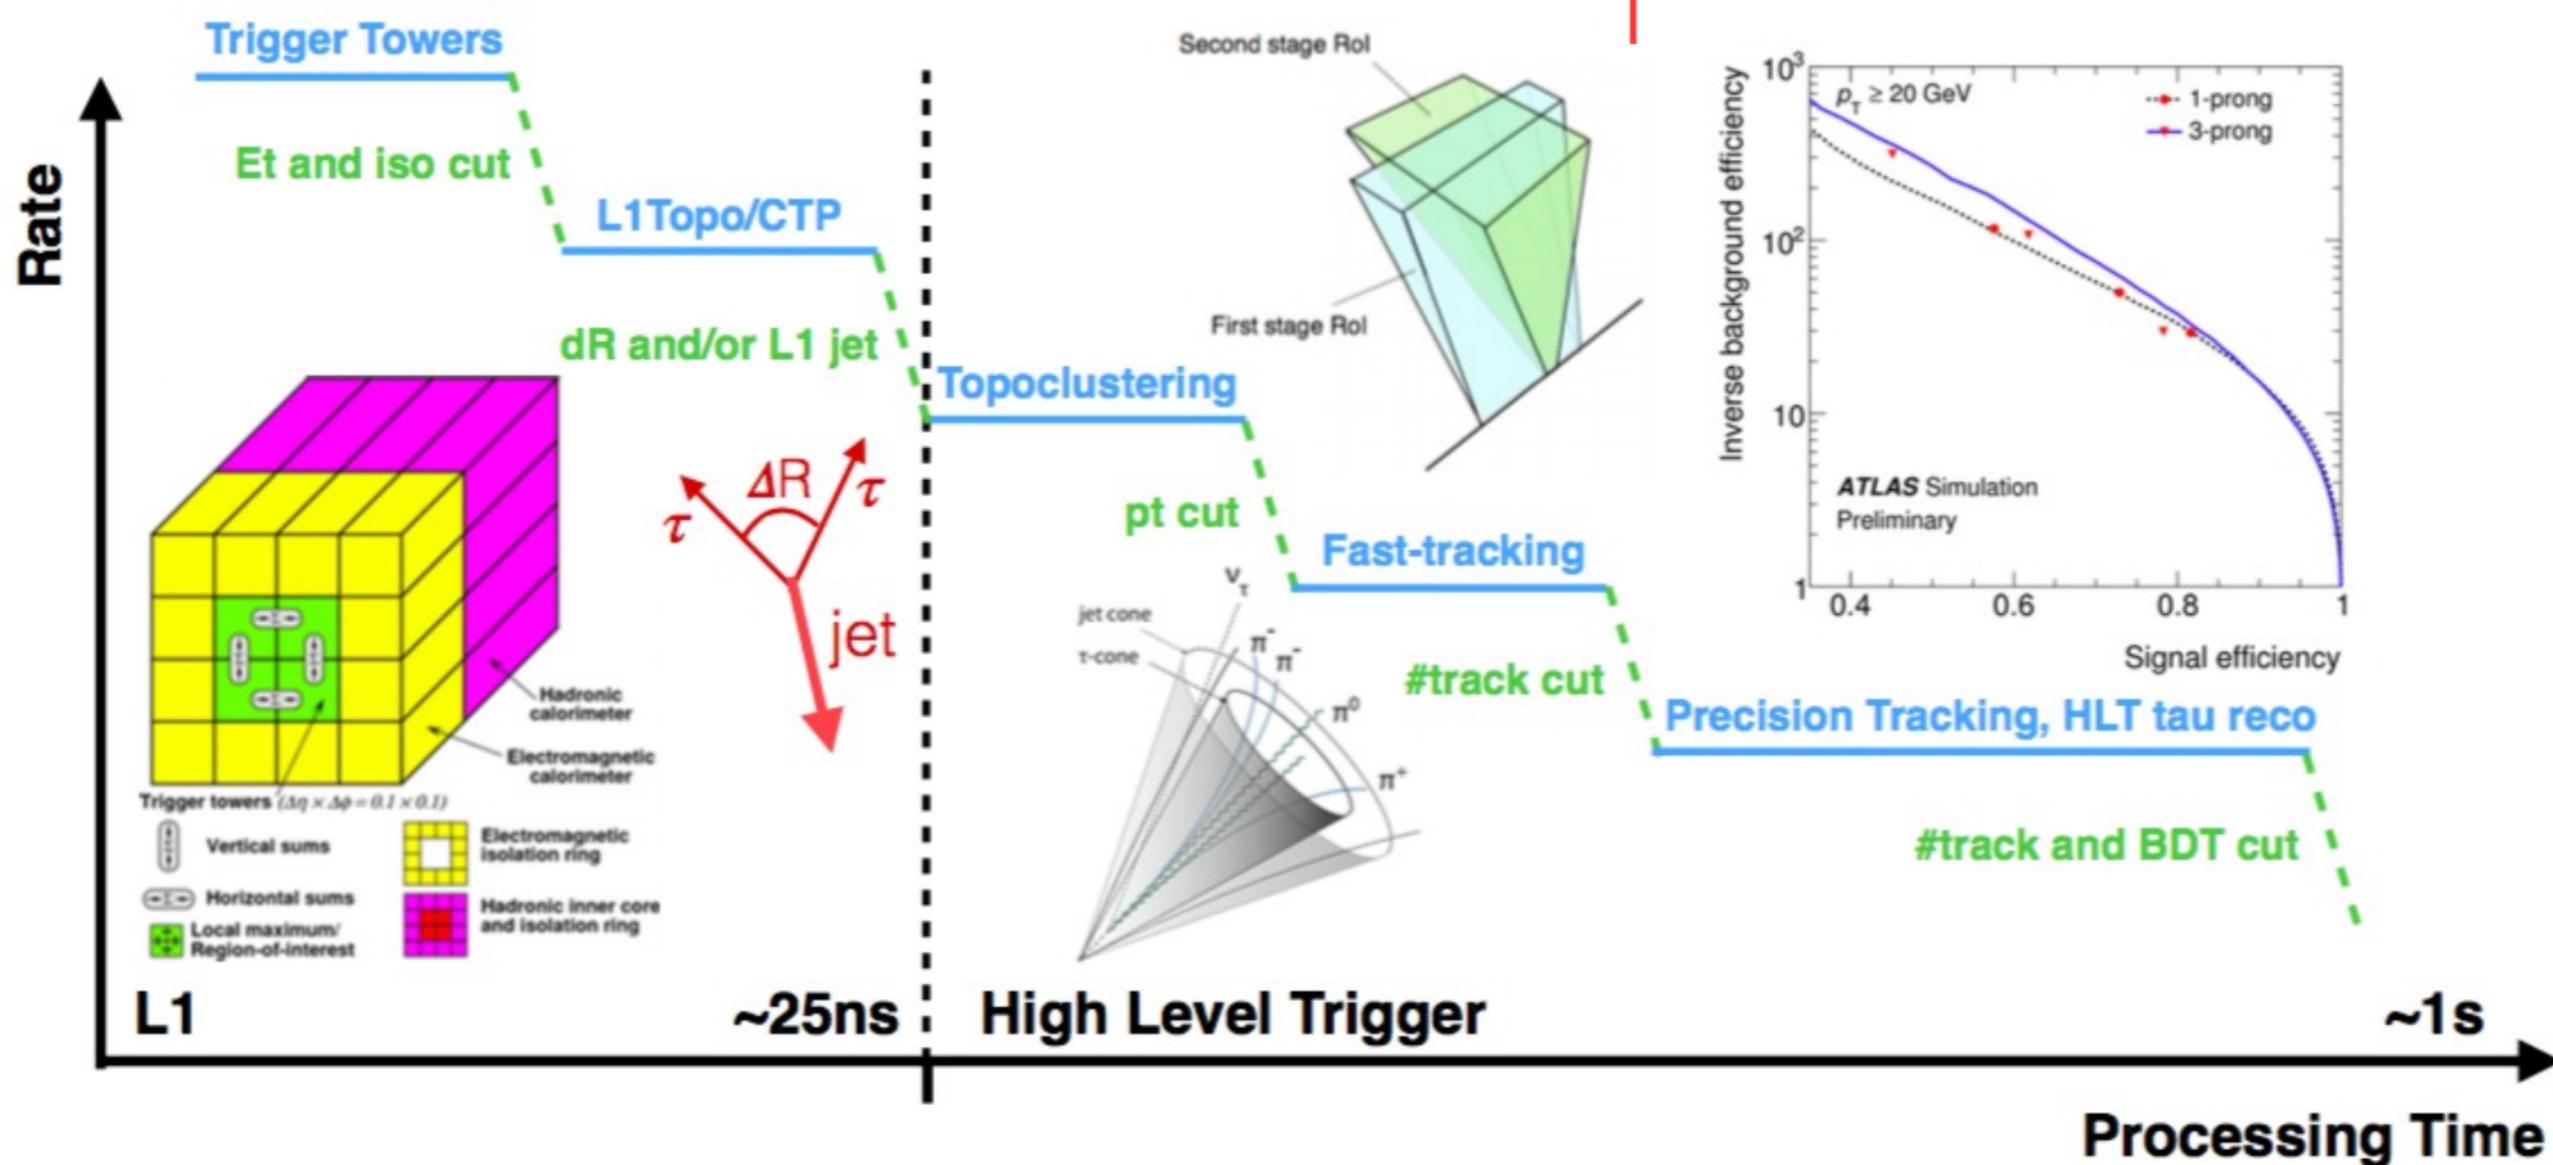 Trigger Towers
Et and iso cut
L1Topo/CTP
dR and/or L1 jet
Rate
Hadronic
calorimeter
Electromagnetic
calorimeter
Trigger towers (Δη × Δϕ = 0.1 × 0.1)
Vertical sums
Horizontal sums
Local maximum/
Region-of-interest
Electromagnetic
isolation ring
Hadronic inner core
and isolation ring
ΔR
τ
τ
jet
L1
~25ns
Second stage RoI
First stage RoI
Topoclustering
pt cut
Fast-tracking
#track cut
jet cone
τ-cone
ντ
π-
π-
π0
π+
Inverse background efficiency
10³
10²
10
1
pT ≥ 20 GeV
1-prong
3-prong
ATLAS Simulation
Preliminary
0.4 0.6 0.8 1
Signal efficiency
Precision Tracking, HLT tau reco
#track and BDT cut
High Level Trigger
~1s
Processing Time